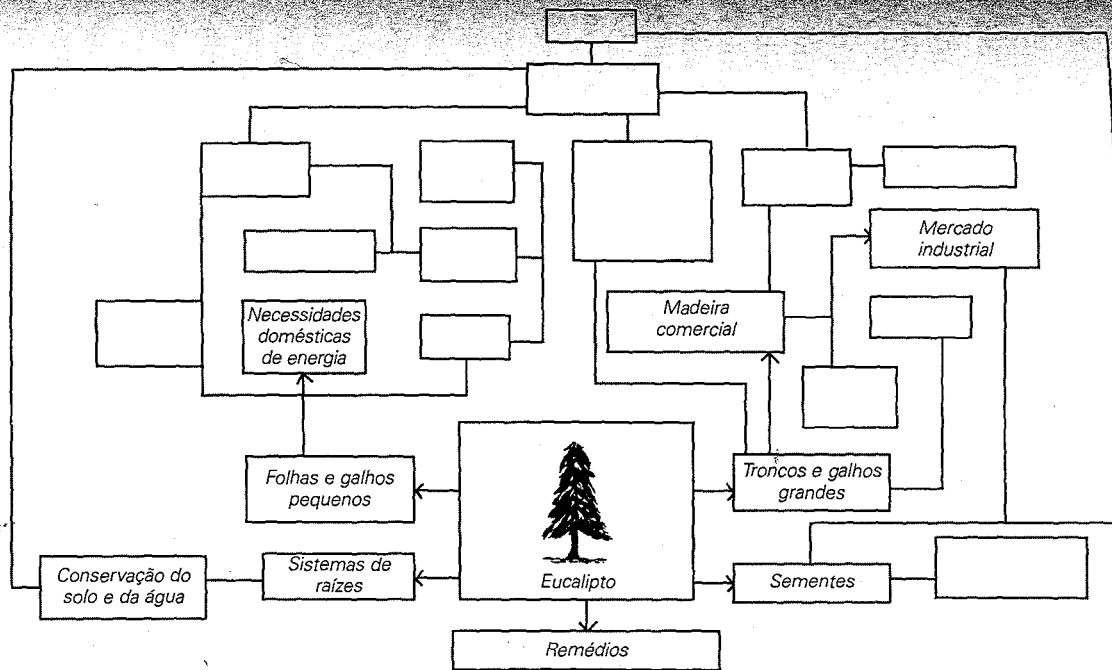 Mercado
industrial
Necessidades
domésticas
de energia
Madeira
comercial
Folhas e galhos
pequenos
Troncos e galhos
grandes
Conservação do
solo e da água
Sistemas de
raízes
Eucalipto
Sementes
Remédios